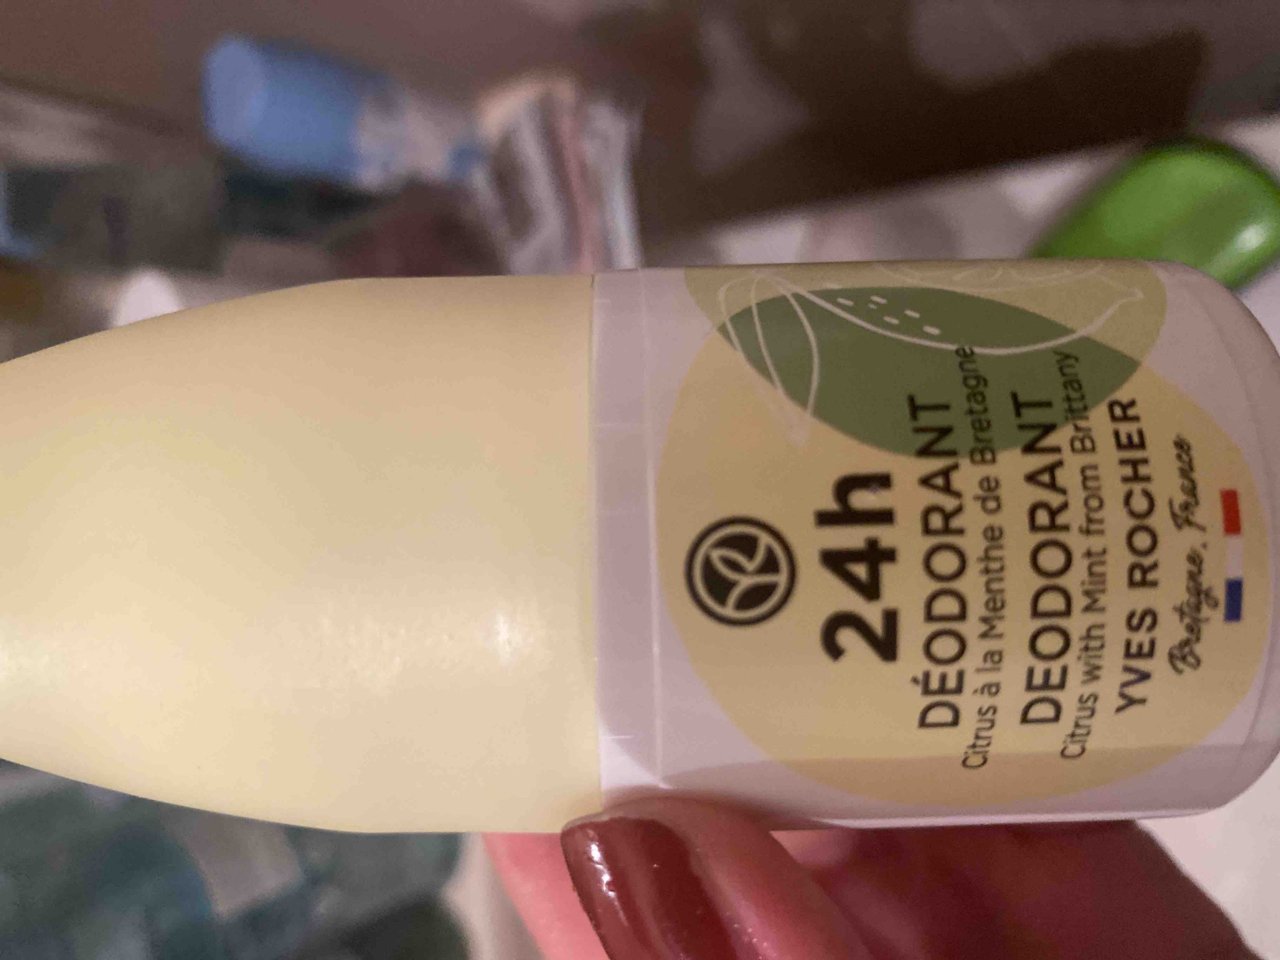 24h
DÉODORANT
Citrus à la Menthe de Bretagne
DEODORANT
Citrus with Mint from Brittany
YVES ROCHER
Bretagne, France